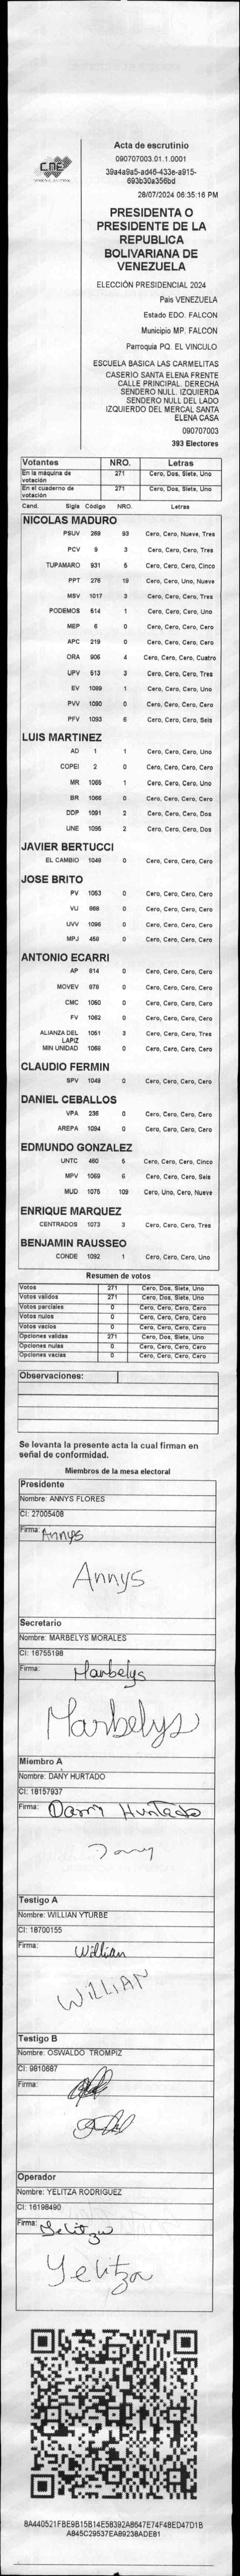 CNE
Acta de escrutinio
090707003.01.1.0001
39a4a9a5-ad46-433e-a915-
693b30a356bd
28/07/2024 06:35:16 PM
PRESIDENTA O
PRESIDENTE DE LA
REPUBLICA
BOLIVARIANA DE
VENEZUELA
ELECCIÓN PRESIDENCIAL 2024
País VENEZUELA
Estado EDO. FALCON
Municipio MP. FALCON
Parroquia PQ. EL VINCULO
ESCUELA BASICA LAS CARMELITAS
CASERIO SANTA ELENA FRENTE
CALLE PRINCIPAL. DERECHA
SENDERO NULL. IZQUIERDA
SENDERO NULL DEL LADO
IZQUIERDO DEL MERCAL SANTA
ELENA CASA
090707003
393 Electores
Votantes NRO. Letras
En la máquina de votación 271 Cero, Dos, Siete, Uno
En el cuaderno de votación 271 Cero, Dos, Siete, Uno
Cand. Sigla Código NRO. Letras
NICOLAS MADURO
PSUV 269 93 Cero, Cero, Nueve, Tres
PCV 9 3 Cero, Cero, Cero, Tres
TUPAMARO 931 5 Cero, Cero, Cero, Cinco
PPT 276 19 Cero, Cero, Uno, Nueve
MSV 1017 3 Cero, Cero, Cero, Tres
PODEMOS 514 1 Cero, Cero, Cero, Uno
MEP 6 0 Cero, Cero, Cero, Cero
APC 219 0 Cero, Cero, Cero, Cero
ORA 906 4 Cero, Cero, Cero, Cuatro
UPV 513 3 Cero, Cero, Cero, Tres
EV 1089 1 Cero, Cero, Cero, Uno
PVV 1090 0 Cero, Cero, Cero, Cero
PFV 1093 6 Cero, Cero, Cero, Seis
LUIS MARTINEZ
AD 1 1 Cero, Cero, Cero, Uno
COPEI 2 0 Cero, Cero, Cero, Cero
MR 1065 1 Cero, Cero, Cero, Uno
BR 1066 0 Cero, Cero, Cero, Cero
DDP 1091 2 Cero, Cero, Cero, Dos
UNE 1095 2 Cero, Cero, Cero, Dos
JAVIER BERTUCCI
EL CAMBIO 1049 0 Cero, Cero, Cero, Cero
JOSE BRITO
PV 1053 0 Cero, Cero, Cero, Cero
VU 868 0 Cero, Cero, Cero, Cero
UVV 1096 0 Cero, Cero, Cero, Cero
MPJ 458 0 Cero, Cero, Cero, Cero
ANTONIO ECARRI
AP 814 0 Cero, Cero, Cero, Cero
MOVEV 978 0 Cero, Cero, Cero, Cero
CMC 1050 0 Cero, Cero, Cero, Cero
FV 1062 0 Cero, Cero, Cero, Cero
ALIANZA DEL LAPIZ 1051 3 Cero, Cero, Cero, Tres
MIN UNIDAD 1068 0 Cero, Cero, Cero, Cero
CLAUDIO FERMIN
SPV 1048 0 Cero, Cero, Cero, Cero
DANIEL CEBALLOS
VPA 236 0 Cero, Cero, Cero, Cero
AREPA 1094 0 Cero, Cero, Cero, Cero
EDMUNDO GONZALEZ
UNTC 460 5 Cero, Cero, Cero, Cinco
MPV 1069 6 Cero, Cero, Cero, Seis
MUD 1075 109 Cero, Uno, Cero, Nueve
ENRIQUE MARQUEZ
CENTRADOS 1073 3 Cero, Cero, Cero, Tres
BENJAMIN RAUSSEO
CONDE 1092 1 Cero, Cero, Cero, Uno
Resumen de votos
Votos 271 Cero, Dos, Siete, Uno
Votos válidos 271 Cero, Dos, Siete, Uno
Votos parciales 0 Cero, Cero, Cero, Cero
Votos nulos 0 Cero, Cero, Cero, Cero
Votos vacíos 0 Cero, Cero, Cero, Cero
Opciones validas 271 Cero, Dos, Siete, Uno
Opciones nulas 0 Cero, Cero, Cero, Cero
Opciones vacias 0 Cero, Cero, Cero, Cero
Observaciones:
Se levanta la presente acta la cual firman en
señal de conformidad.
Miembros de la mesa electoral
Presidente
Nombre: ANNYS FLORES
CI: 27005408
Firma: Annys
Annys
Secretario
Nombre: MARBELYS MORALES
CI: 16755198
Firma: Marbelys
Marbelys
Miembro A
Nombre: DANY HURTADO
CI: 16157937
Firma: Dany Hurtado
Dany
Testigo A
Nombre: WILLIAN YTURBE
CI: 18700155
Firma: Willian
WILLIAN
Testigo B
Nombre: OSWALDO TROMPIZ
CI: 9810687
Firma:
Operador
Nombre: YELITZA RODRIGUEZ
CI: 16198490
Firma: Yelitza
Yelitza
8A440521FBE9B15B14E58392A8647E74F48ED47D1B
A845C29537EA89238ADE81